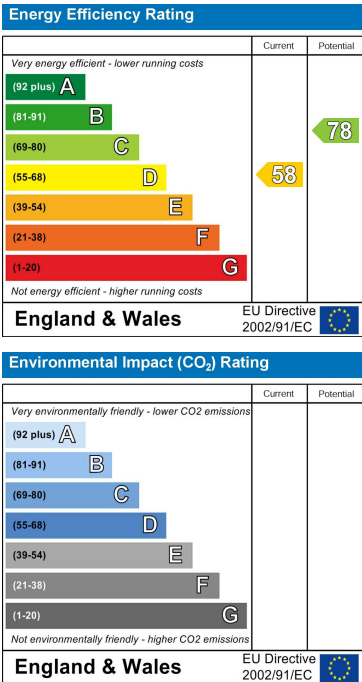 Energy Efficiency Rating
Current Potential
Very energy efficient - lower running costs
(92 plus) A
(81-91) B
(69-80) C
78
(55-68) D
58
(39-54) E
(21-38) F
(1-20) G
Not energy efficient - higher running costs
England & Wales
EU Directive
2002/91/EC
Environmental Impact (CO₂) Rating
Current Potential
Very environmentally friendly - lower CO2 emissions
(92 plus) A
(81-91) B
(69-80) C
(55-68) D
(39-54) E
(21-38) F
(1-20) G
Not environmentally friendly - higher CO2 emissions
England & Wales
EU Directive
2002/91/EC